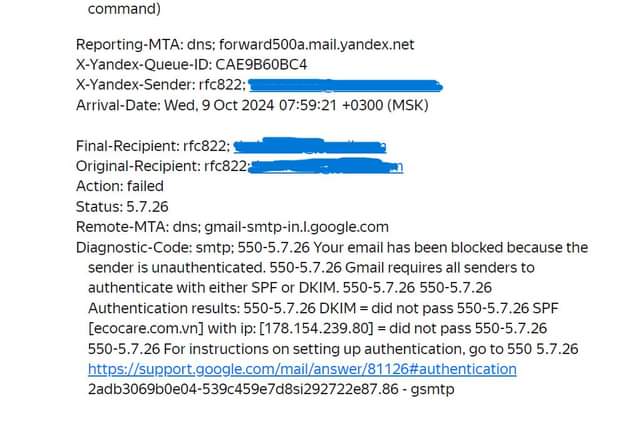 command)
Reporting-MTA: dns; forward500a.mail.yandex.net
X-Yandex-Queue-ID: CAE9B60BC4
X-Yandex-Sender: rfc822;
Arrival-Date: Wed, 9 Oct 2024 07:59:21 +0300 (MSK)
Final-Recipient: rfc822;
Original-Recipient: rfc822;
Action: failed
Status: 5.7.26
Remote-MTA: dns; gmail-smtp-in.l.google.com
Diagnostic-Code: smtp; 550-5.7.26 Your email has been blocked because the
sender is unauthenticated. 550-5.7.26 Gmail requires all senders to
authenticate with either SPF or DKIM. 550-5.7.26 550-5.7.26
Authentication results: 550-5.7.26 DKIM = did not pass 550-5.7.26 SPF
[ecocare.com.vn] with ip: [178.154.239.80] = did not pass 550-5.7.26
550-5.7.26 For instructions on setting up authentication, go to 550 5.7.26
https://support.google.com/mail/answer/81126#authentication
2adb3069b0e04-539c459e7d8si292722e87.86 - gsmtp